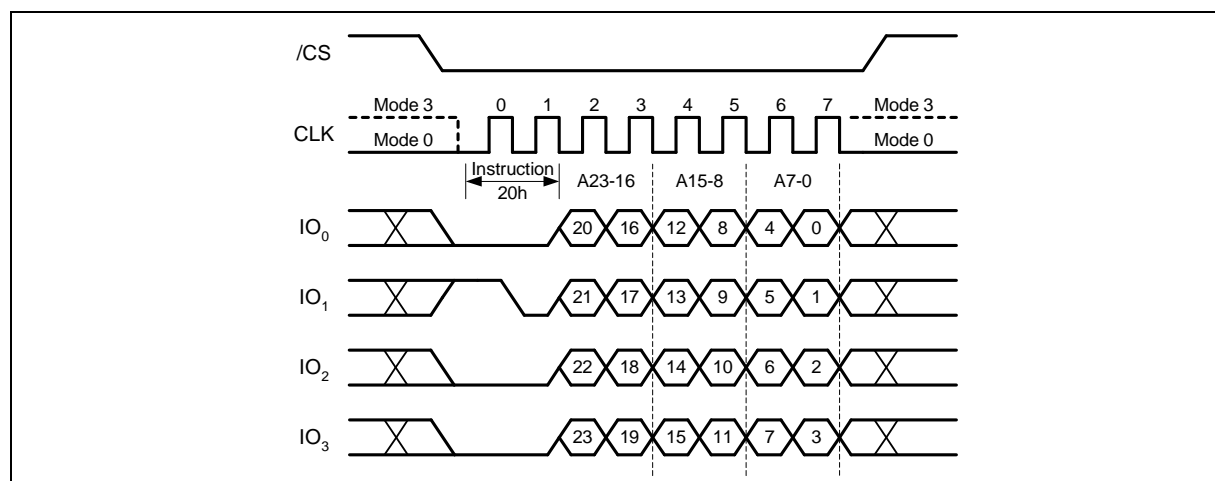 /CS
Mode 3 0 1 2 3 4 5 6 7 Mode 3
CLK
Mode 0 Mode 0
Instruction A23-16 A15-8 A7-0
20h
IO0 20 16 12 8 4 0
IO1 21 17 13 9 5 1
IO2 22 18 14 10 6 2
IO3 23 19 15 11 7 3